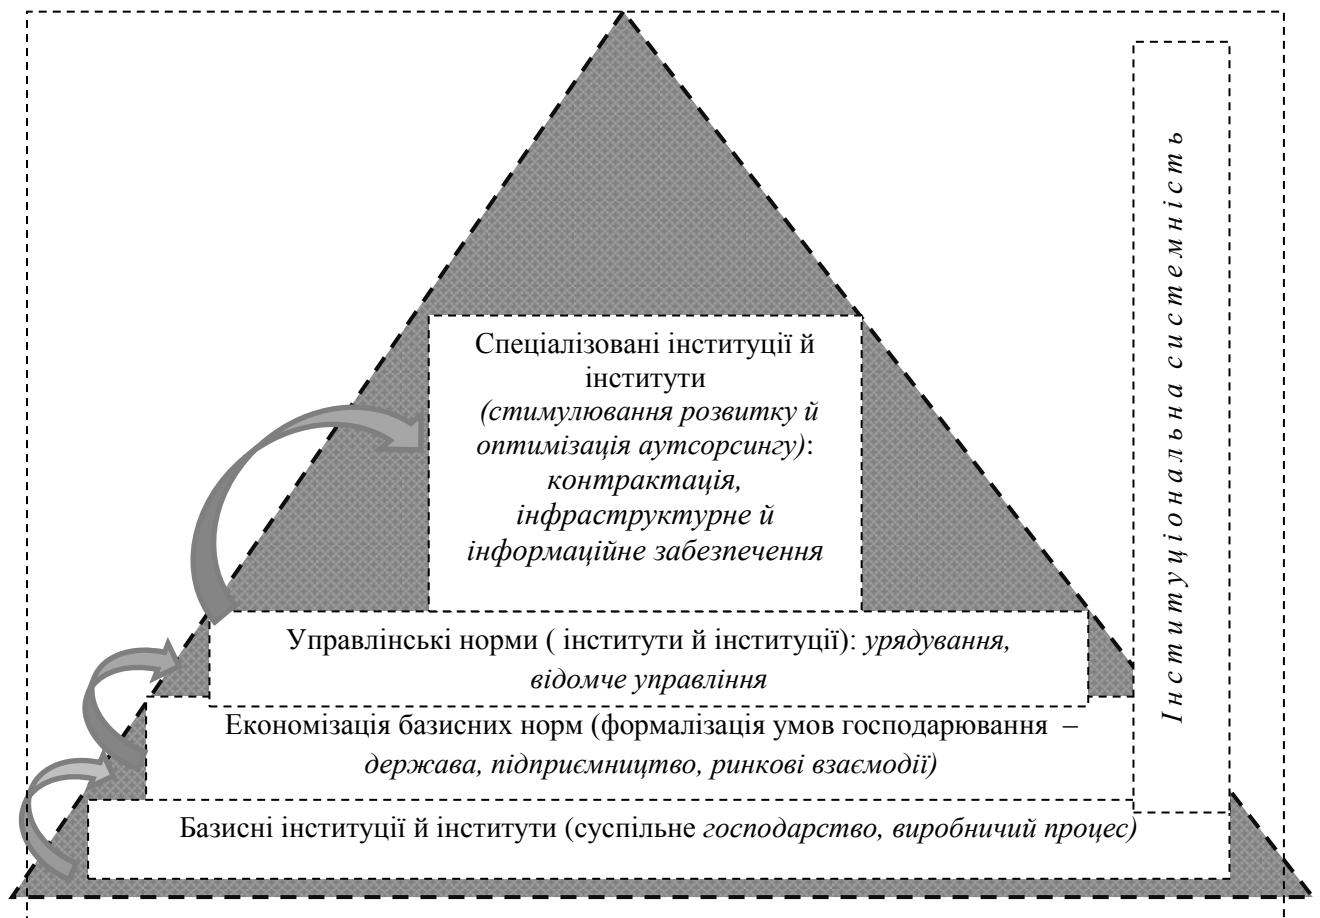 Спеціалізовані інституції й
інститути
(стимулювання розвитку й
оптимізація аутсорсингу):
контрактація,
інфраструктурне й
інформаційне забезпечення
Управлінські норми ( інститути й інституції): урядування,
відомче управління
Економізація базисних норм (формалізація умов господарювання –
держава, підприємництво, ринкові взаємодії)
Базисні інституції й інститути (суспільне господарство, виробничий процес)
Інституціональна системність